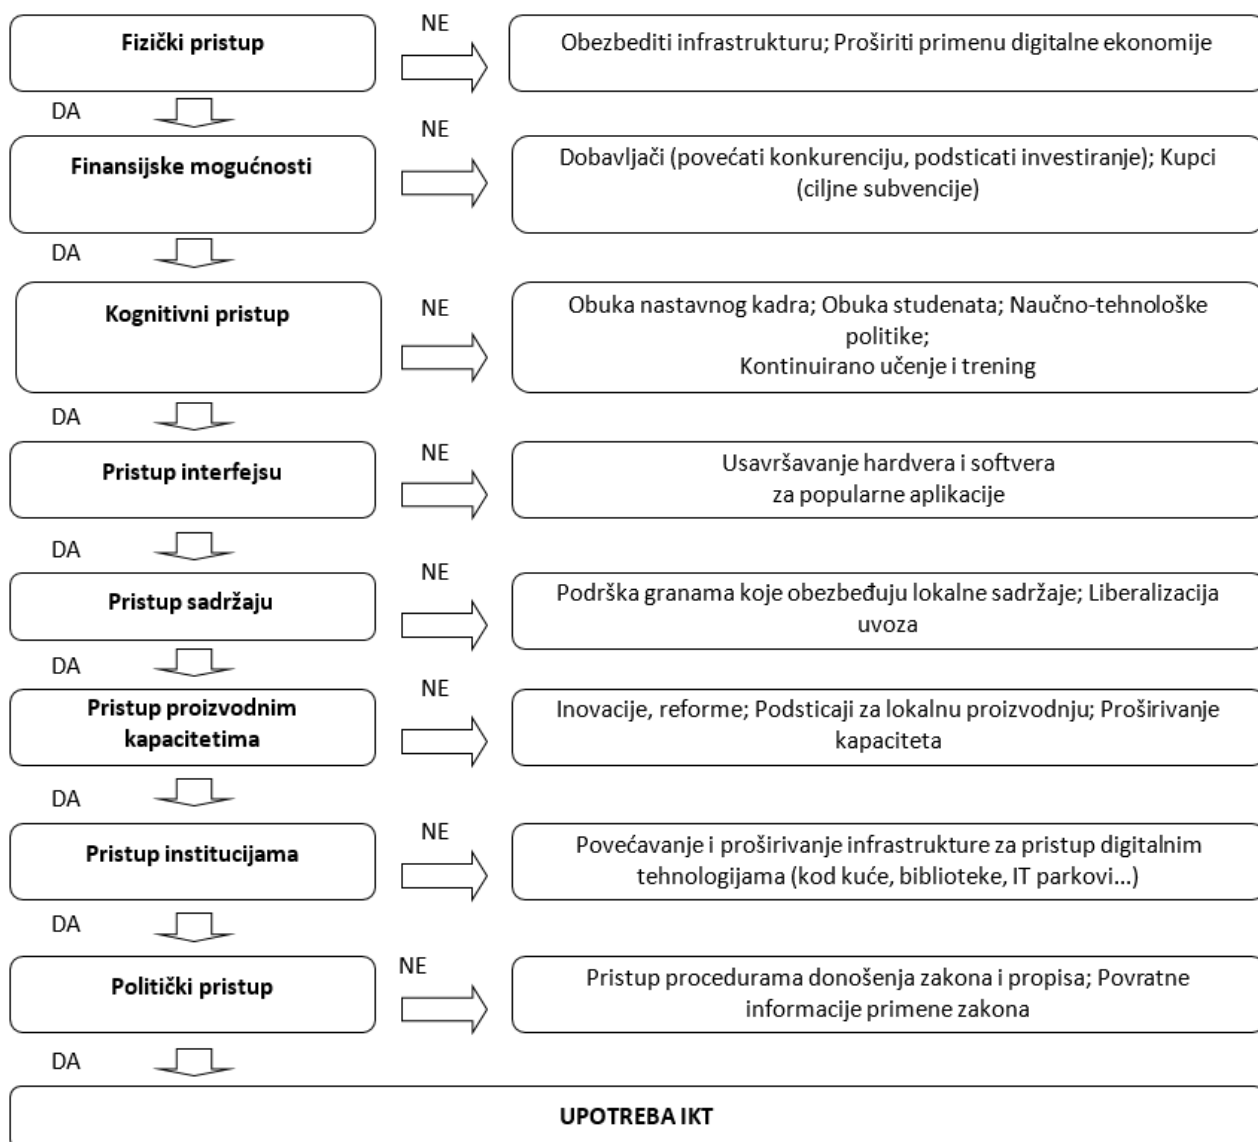 Fizički pristup
NE
Obezbediti infrastrukturu; Proširiti primenu digitalne ekonomije
DA
Finansijske mogućnosti
NE
Dobavljači (povećati konkurenciju, podsticati investiranje); Kupci
(ciljne subvencije)
DA
Kognitivni pristup
NE
Obuka nastavnog kadra; Obuka studenata; Naučno-tehnološke
politike;
Kontinuirano učenje i trening
DA
Pristup interfejsu
NE
Usavršavanje hardvera i softvera
za popularne aplikacije
DA
Pristup sadržaju
NE
Podrška granama koje obezbeđuju lokalne sadržaje; Liberalizacija
uvoza
DA
Pristup proizvodnim
kapacitetima
NE
Inovacije, reforme; Podsticaji za lokalnu proizvodnju; Proširivanje
kapaciteta
DA
Pristup institucijama
NE
Povećavanje i proširivanje infrastrukture za pristup digitalnim
tehnologijama (kod kuće, biblioteke, IT parkovi...)
DA
Politički pristup
NE
Pristup procedurama donošenja zakona i propisa; Povratne
informacije primene zakona
DA
UPOTREBA IKT